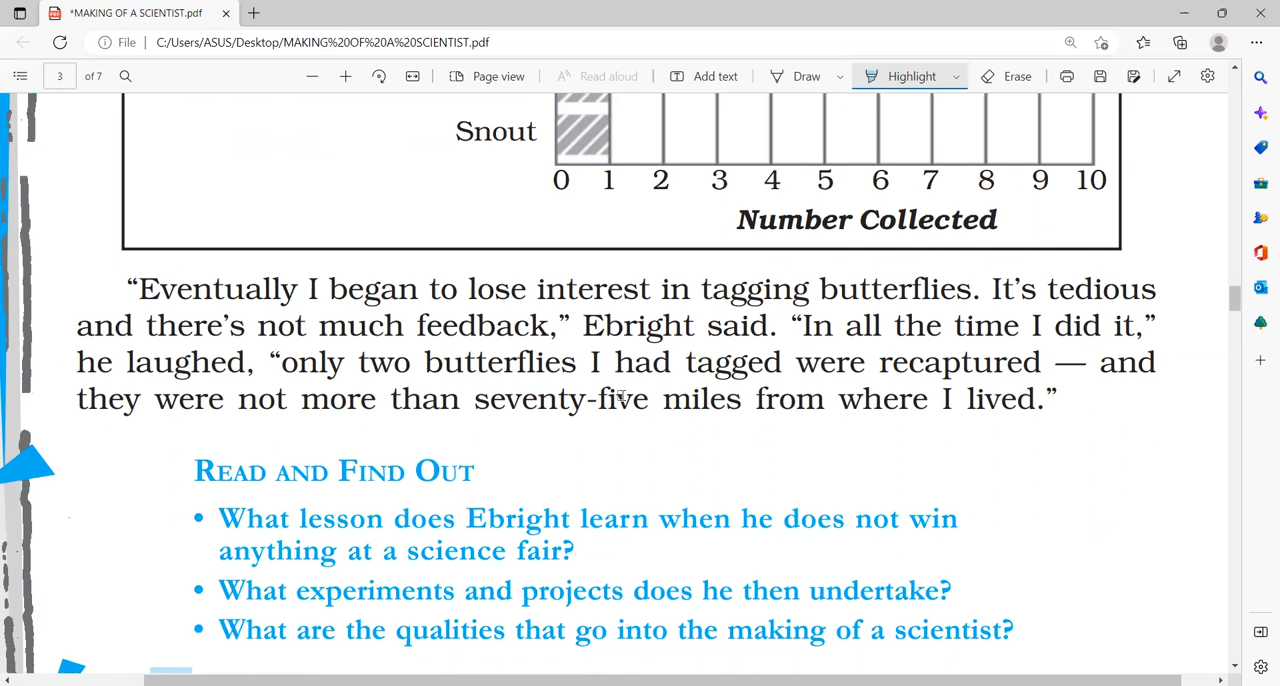 *MAKING OF A SCIENTIST.pdf
File C:/Users/ASUS/Desktop/MAKING%20OF%20A%20SCIENTIST.pdf
3 of 7 Page view Read aloud Add text Draw Highlight Erase
Snout
0 1 2 3 4 5 6 7 8 9 10
Number Collected
“Eventually I began to lose interest in tagging butterflies. It’s tedious
and there’s not much feedback,” Ebright said. “In all the time I did it,”
he laughed, “only two butterflies I had tagged were recaptured — and
they were not more than seventy-five miles from where I lived.”
READ AND FIND OUT
• What lesson does Ebright learn when he does not win
anything at a science fair?
• What experiments and projects does he then undertake?
• What are the qualities that go into the making of a scientist?